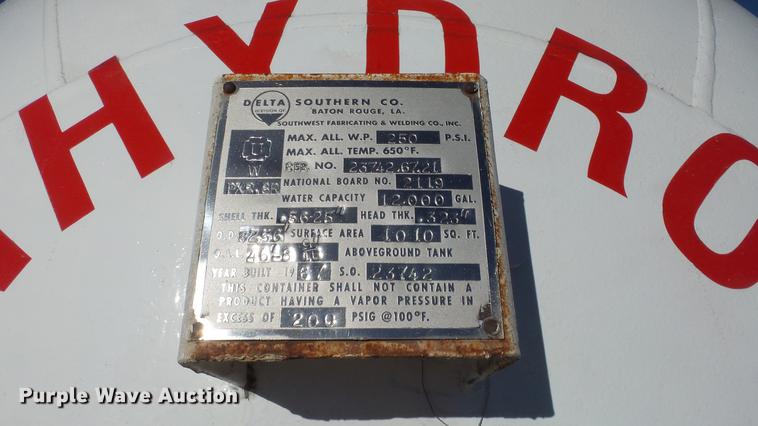 HYDRO
DELTA SOUTHERN CO.
DIVISION OF BATON ROUGE, LA.
SOUTHWEST FABRICATING & WELDING CO., INC.
MAX. ALL. W.P. 250 P.S.I.
MAX. ALL. TEMP. 650°F.
U
W
SER. NO. 23742.67.21
NATIONAL BOARD NO. 2119
WATER CAPACITY 12,000 GAL.
SHELL THK. .5625" HEAD THK. .323"
O.D. SURFACE AREA 1010 SQ. FT.
O.A.L. ABOVEGROUND TANK
YEAR BUILT 1967 S.O. 23742
THIS CONTAINER SHALL NOT CONTAIN A
PRODUCT HAVING A VAPOR PRESSURE IN
EXCESS OF 200 PSIG @100°F.
Purple Wave Auction